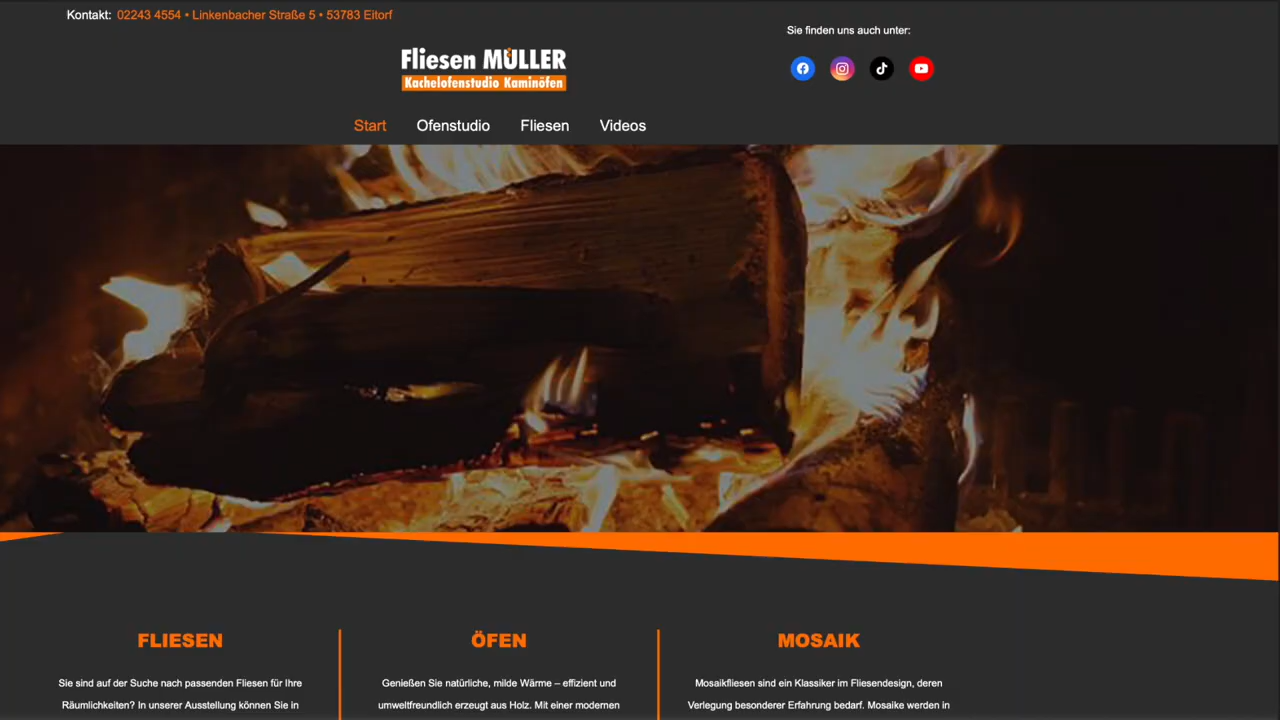 Kontakt: 02243 4554 • Linkenbacher Straße 5 • 53783 Eitorf
Sie finden uns auch unter:
Fliesen MÜLLER
Kachelofenstudio Kaminöfen
Start Ofenstudio Fliesen Videos
FLIESEN
Sie sind auf der Suche nach passenden Fliesen für Ihre
Räumlichkeiten? In unserer Ausstellung können Sie in
ÖFEN
Genießen Sie natürliche, milde Wärme – effizient und
umweltfreundlich erzeugt aus Holz. Mit einer modernen
MOSAIK
Mosaikfliesen sind ein Klassiker im Fliesendesign, deren
Verlegung besonderer Erfahrung bedarf. Mosaike werden in